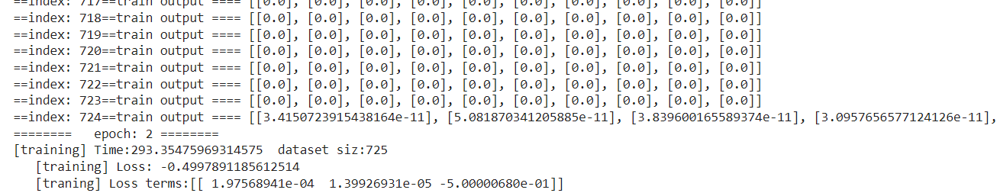 ==index: 717==train output ==== [[0.0], [0.0], [0.0], [0.0], [0.0], [0.0], [0.0], [0.0], [0.0], [0.0]]
==index: 718==train output ==== [[0.0], [0.0], [0.0], [0.0], [0.0], [0.0], [0.0], [0.0], [0.0], [0.0]]
==index: 719==train output ==== [[0.0], [0.0], [0.0], [0.0], [0.0], [0.0], [0.0], [0.0], [0.0], [0.0]]
==index: 720==train output ==== [[0.0], [0.0], [0.0], [0.0], [0.0], [0.0], [0.0], [0.0], [0.0], [0.0]]
==index: 721==train output ==== [[0.0], [0.0], [0.0], [0.0], [0.0], [0.0], [0.0], [0.0], [0.0], [0.0]]
==index: 722==train output ==== [[0.0], [0.0], [0.0], [0.0], [0.0], [0.0], [0.0], [0.0], [0.0], [0.0]]
==index: 723==train output ==== [[0.0], [0.0], [0.0], [0.0], [0.0], [0.0], [0.0], [0.0], [0.0], [0.0]]
==index: 724==train output ==== [[3.4150723915438164e-11], [5.081870341205885e-11], [3.839600165589374e-11], [3.0957656577124126e-11],
======== epoch: 2 ========
[training] Time:293.35475969314575 dataset siz:725
[training] Loss: -0.4997891185612514
[traning] Loss terms:[[ 1.97568941e-04 1.39926931e-05 -5.00000680e-01]]